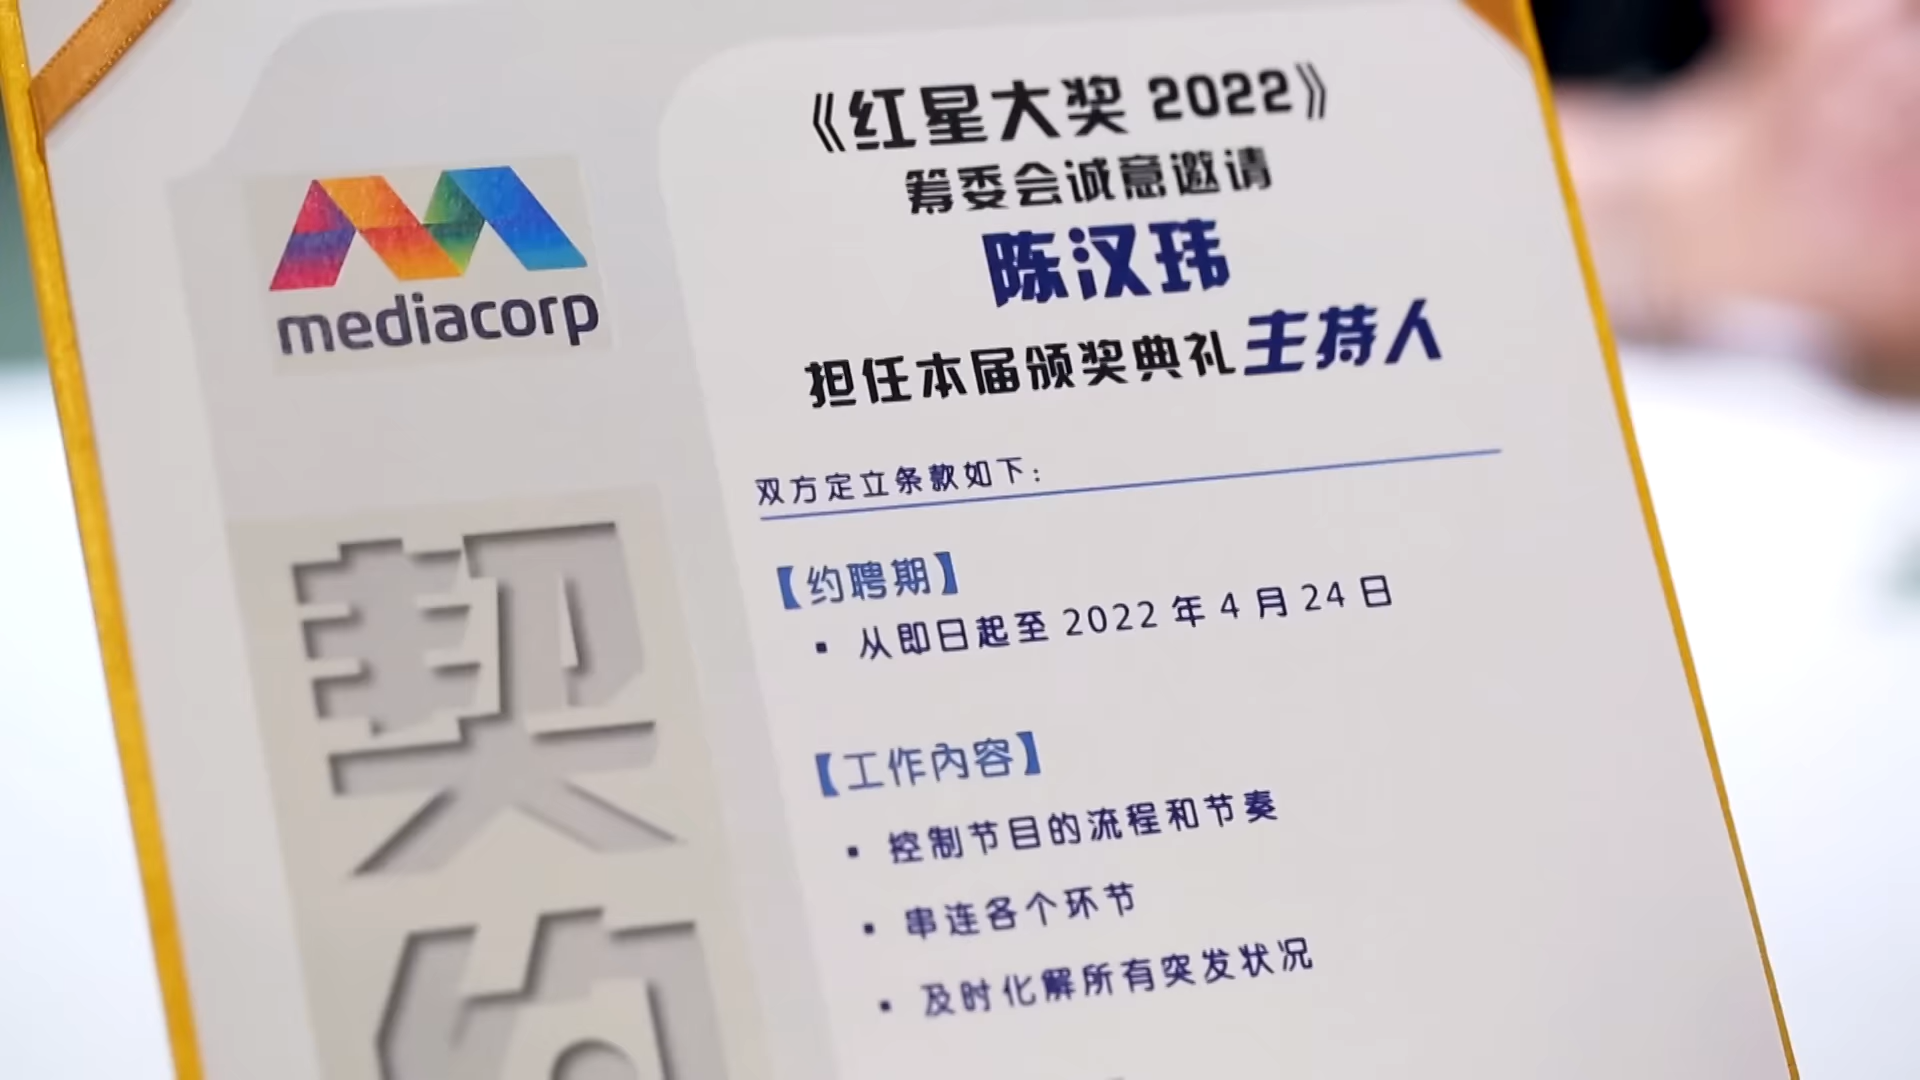 mediacorp
契约
《红星大奖 2022》
筹委会诚意邀请
陈汉玮
担任本届颁奖典礼主持人
双方定立条款如下：
【约聘期】
▪ 从即日起至 2022 年 4 月 24 日
【工作内容】
▪ 控制节目的流程和节奏
▪ 串连各个环节
▪ 及时化解所有突发状况